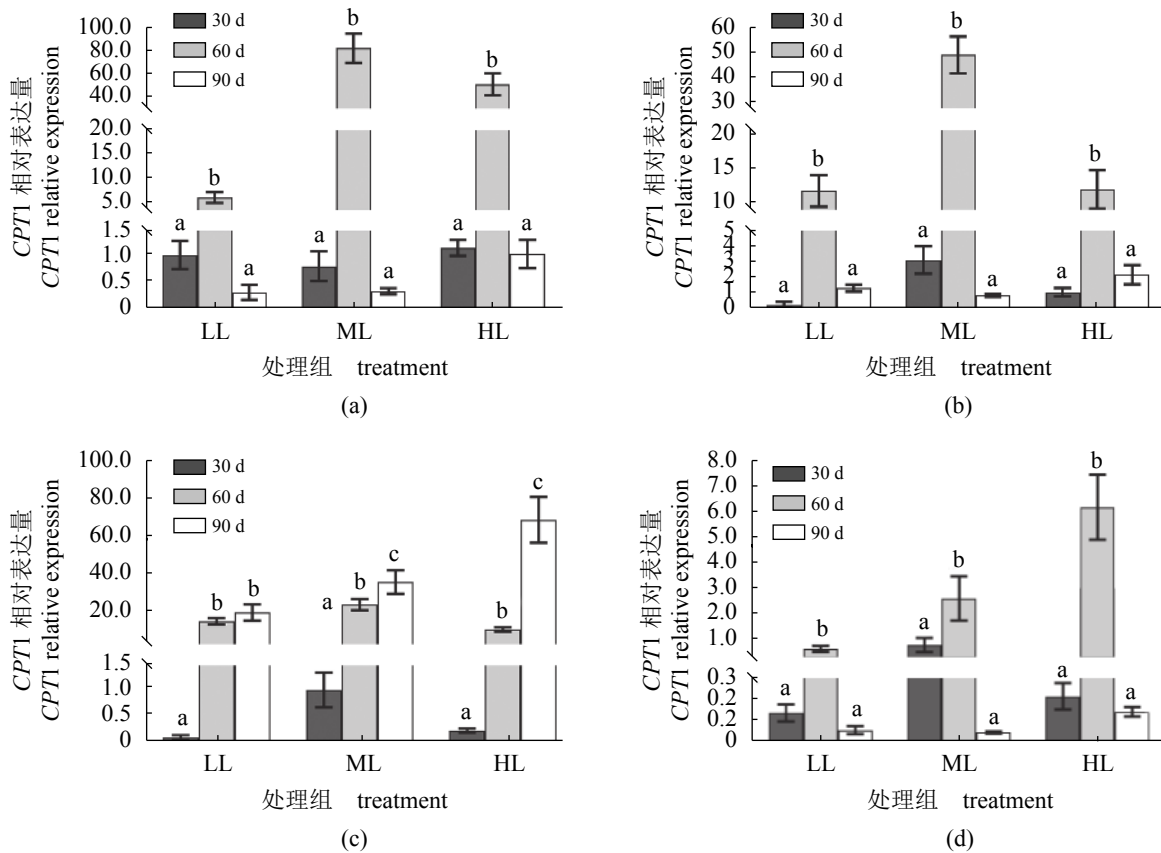 100.0
80.0
60.0
40.0
20.0
10.0
5.0
1.5
1.0
0.5
0
CPT1 相对表达量
CPT1 relative expression
30 d
60 d
90 d
a b a
a b a
a b a
LL ML HL
处理组 treatment
(a)
60
50
40
30
20
15
10
5
4
3
2
1
0
CPT1 相对表达量
CPT1 relative expression
30 d
60 d
90 d
a b a
a b a
a b a
LL ML HL
处理组 treatment
(b)
100.0
80.0
60.0
40.0
20.0
1.5
1.0
0.5
0
CPT1 相对表达量
CPT1 relative expression
30 d
60 d
90 d
a b b
a b c
a b c
LL ML HL
处理组 treatment
(c)
8.0
7.0
6.0
5.0
4.0
3.0
2.0
1.0
0.3
0.2
0.2
0
CPT1 相对表达量
CPT1 relative expression
30 d
60 d
90 d
a b a
a b a
a b a
LL ML HL
处理组 treatment
(d)